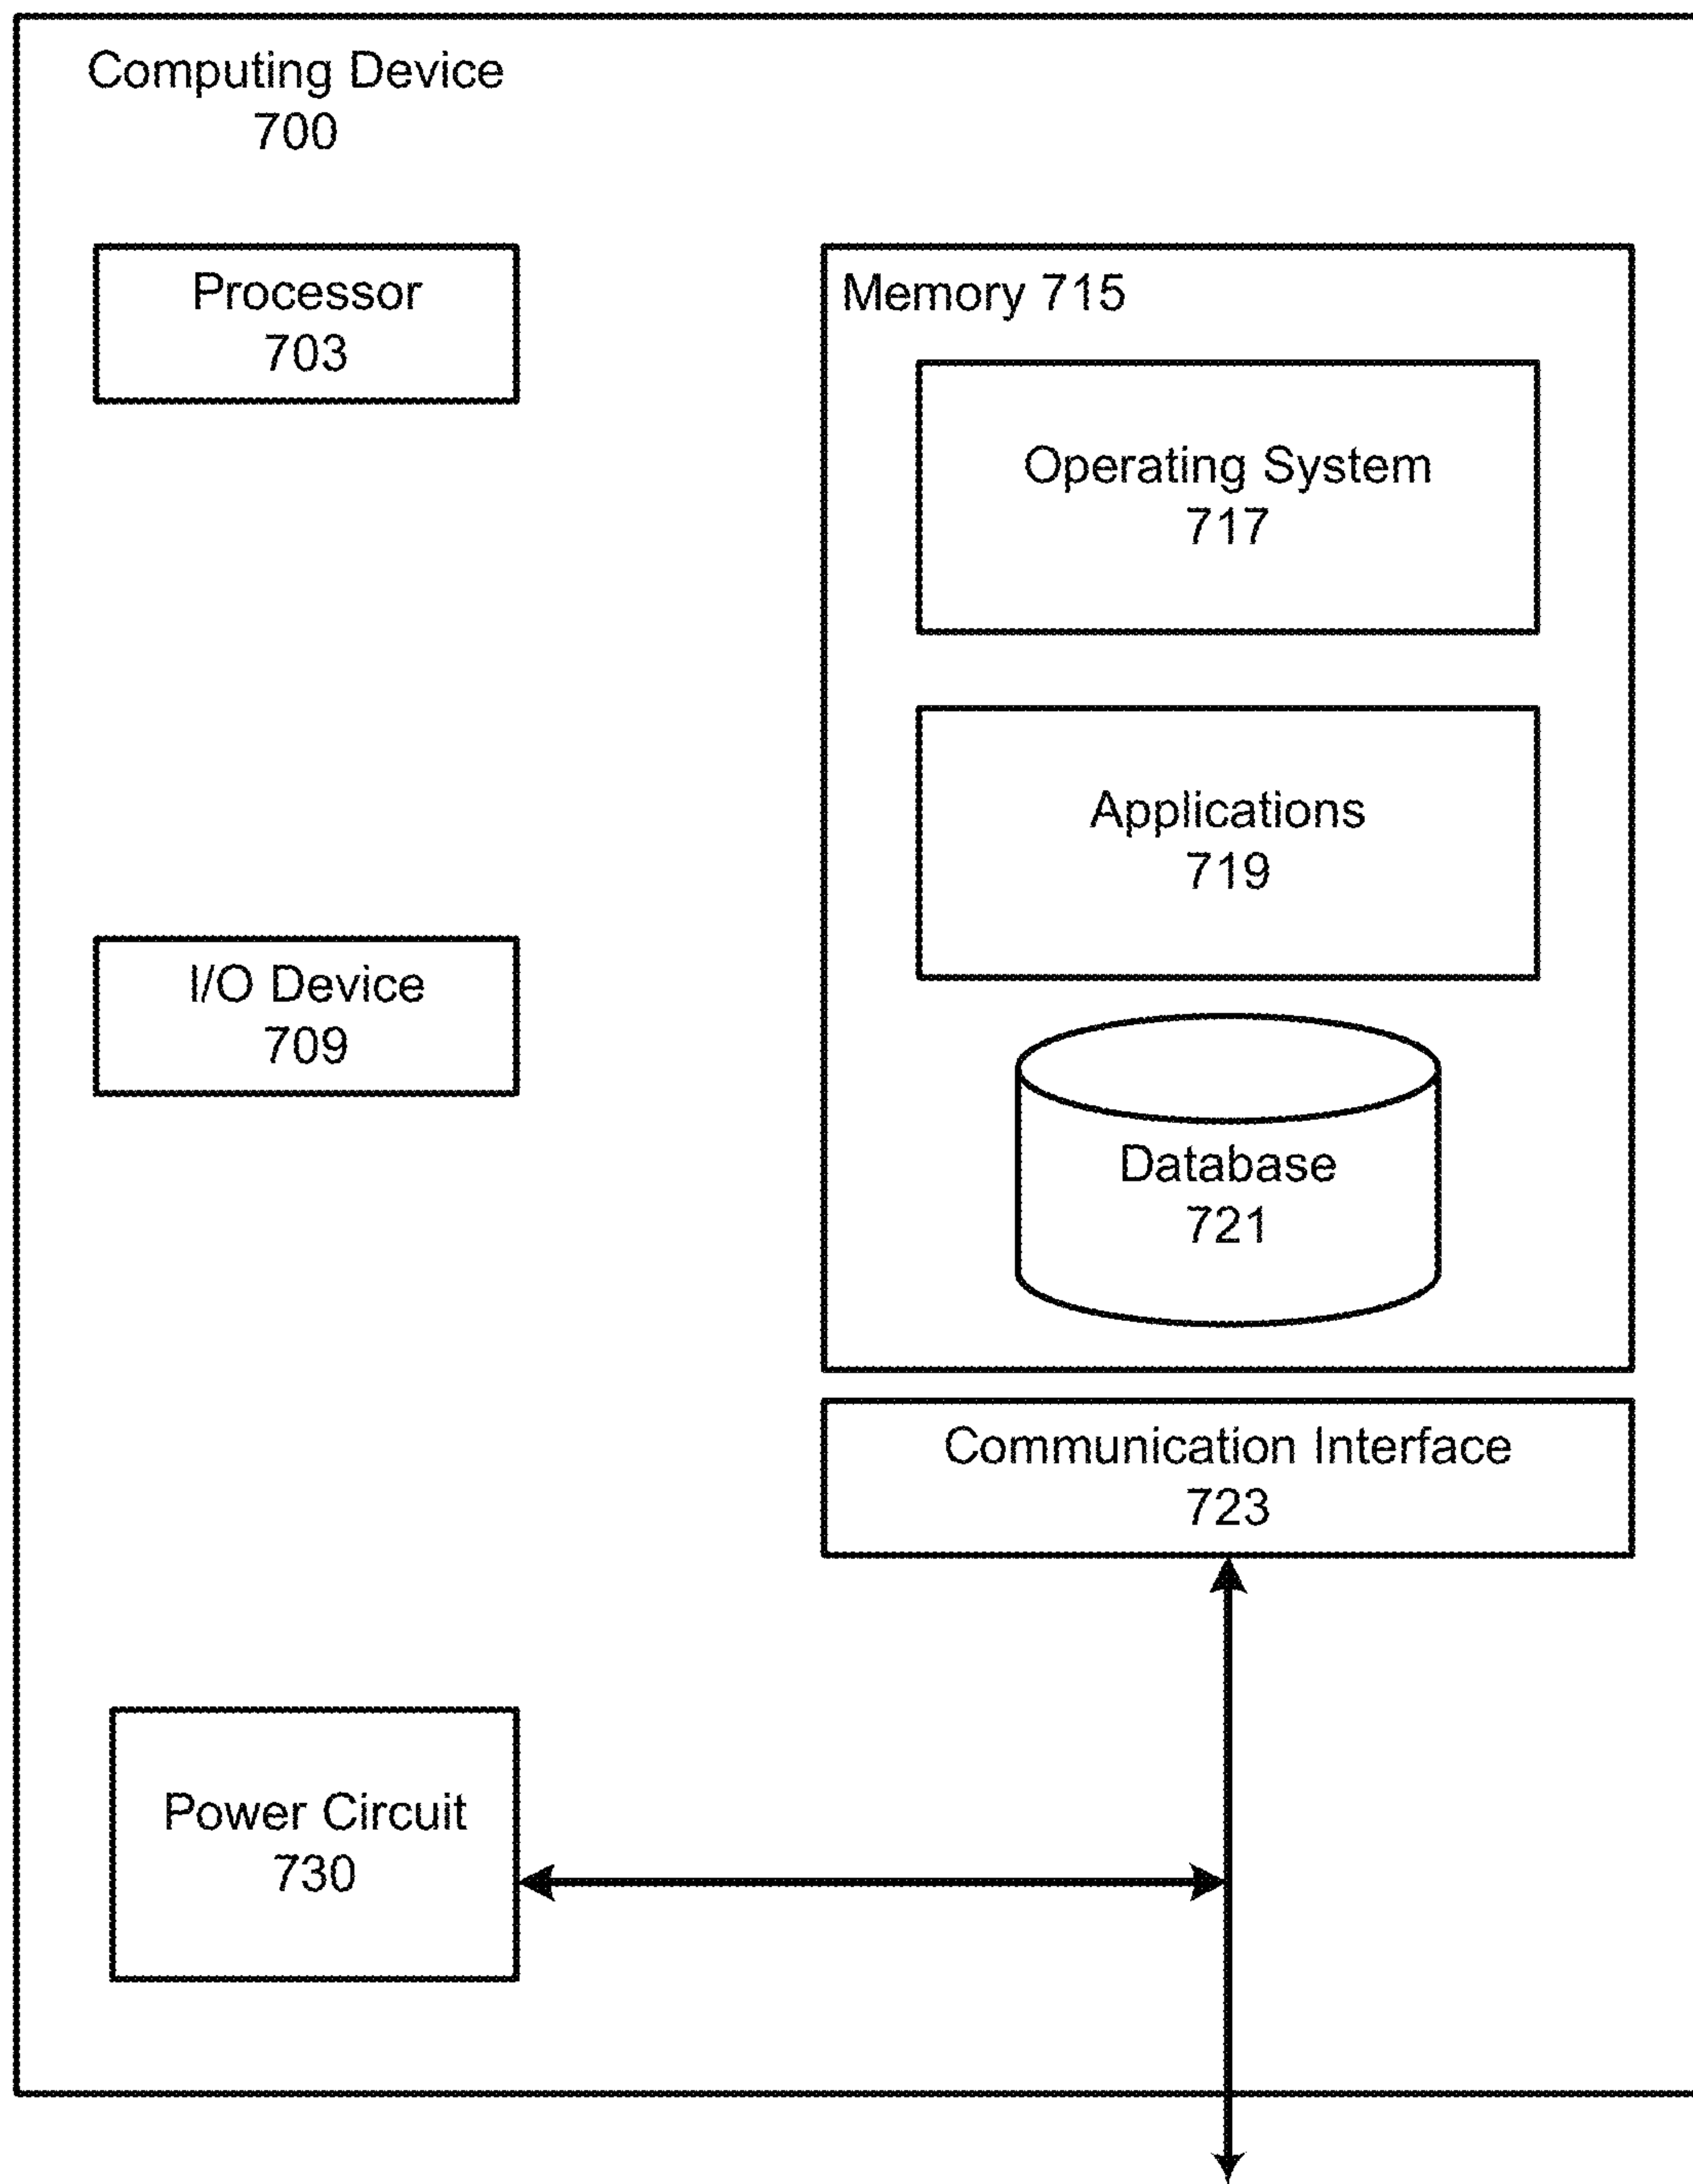 Computing Device
700
Processor
703
Memory 715
Operating System
717
Applications
719
I/O Device
709
Database
721
Communication Interface
723
Power Circuit
730